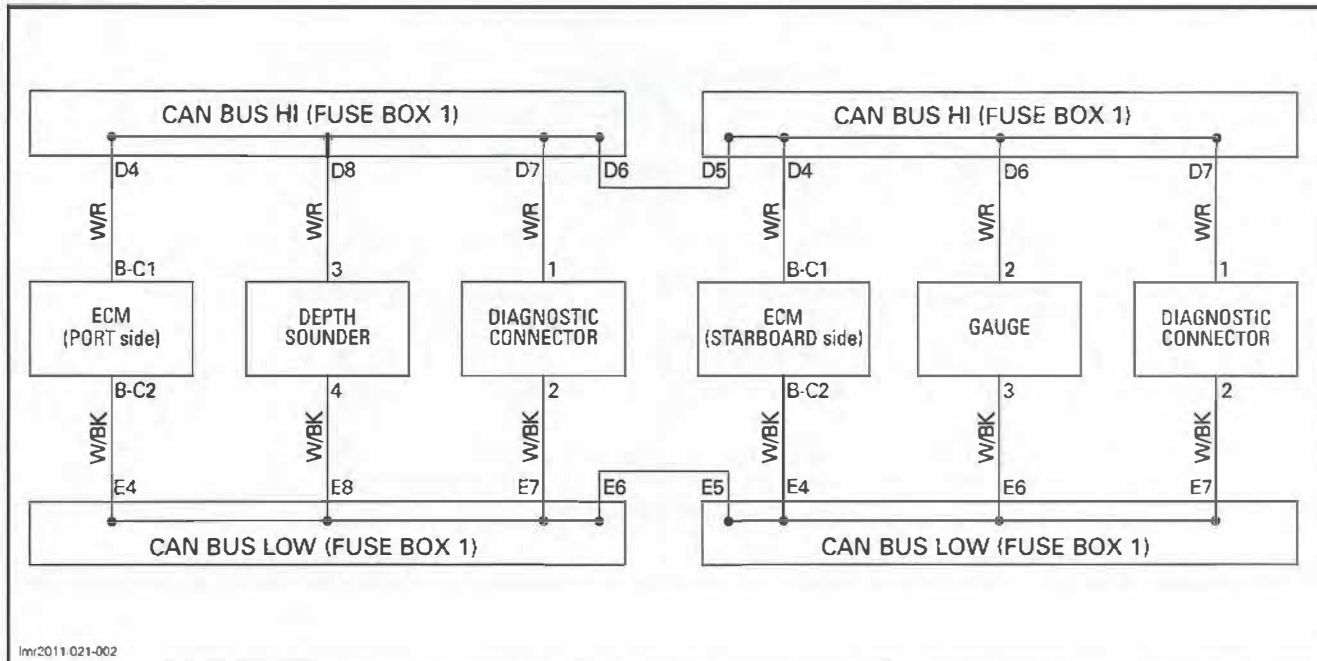 CAN BUS HI (FUSE BOX 1)
CAN BUS HI (FUSE BOX 1)
D4 D8 D7 D6 D5 D4 D6 D7
W/R W/R W/R W/R W/R W/R
B-C1 3 1 B-C1 2 1
ECM
(PORT side)
DEPTH
SOUNDER
DIAGNOSTIC
CONNECTOR
ECM
(STARBOARD side)
GAUGE
DIAGNOSTIC
CONNECTOR
B-C2 4 2 B-C2 3 2
W/BK W/BK W/BK W/BK W/BK W/BK
E4 E8 E7 E6 E5 E4 E6 E7
CAN BUS LOW (FUSE BOX 1)
CAN BUS LOW (FUSE BOX 1)
lmr2011-021-002